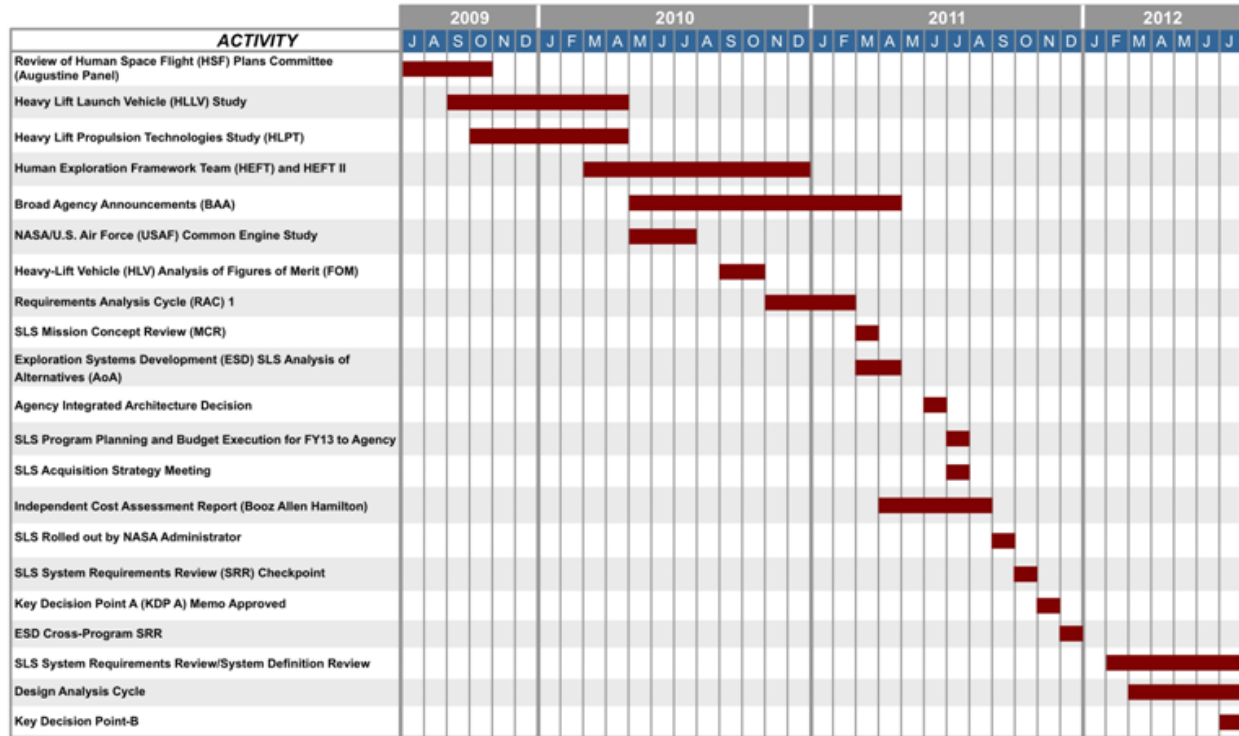 2009 2010 2011 2012
ACTIVITY J A S O N D J F M A M J J A S O N D J F M A M J J A S O N D J F M A M J J
Review of Human Space Flight (HSF) Plans Committee
(Augustine Panel)
Heavy Lift Launch Vehicle (HLLV) Study
Heavy Lift Propulsion Technologies Study (HLPT)
Human Exploration Framework Team (HEFT) and HEFT II
Broad Agency Announcements (BAA)
NASA/U.S. Air Force (USAF) Common Engine Study
Heavy-Lift Vehicle (HLV) Analysis of Figures of Merit (FOM)
Requirements Analysis Cycle (RAC) 1
SLS Mission Concept Review (MCR)
Exploration Systems Development (ESD) SLS Analysis of
Alternatives (AoA)
Agency Integrated Architecture Decision
SLS Program Planning and Budget Execution for FY13 to Agency
SLS Acquisition Strategy Meeting
Independent Cost Assessment Report (Booz Allen Hamilton)
SLS Rolled out by NASA Administrator
SLS System Requirements Review (SRR) Checkpoint
Key Decision Point A (KDP A) Memo Approved
ESD Cross-Program SRR
SLS System Requirements Review/System Definition Review
Design Analysis Cycle
Key Decision Point-B